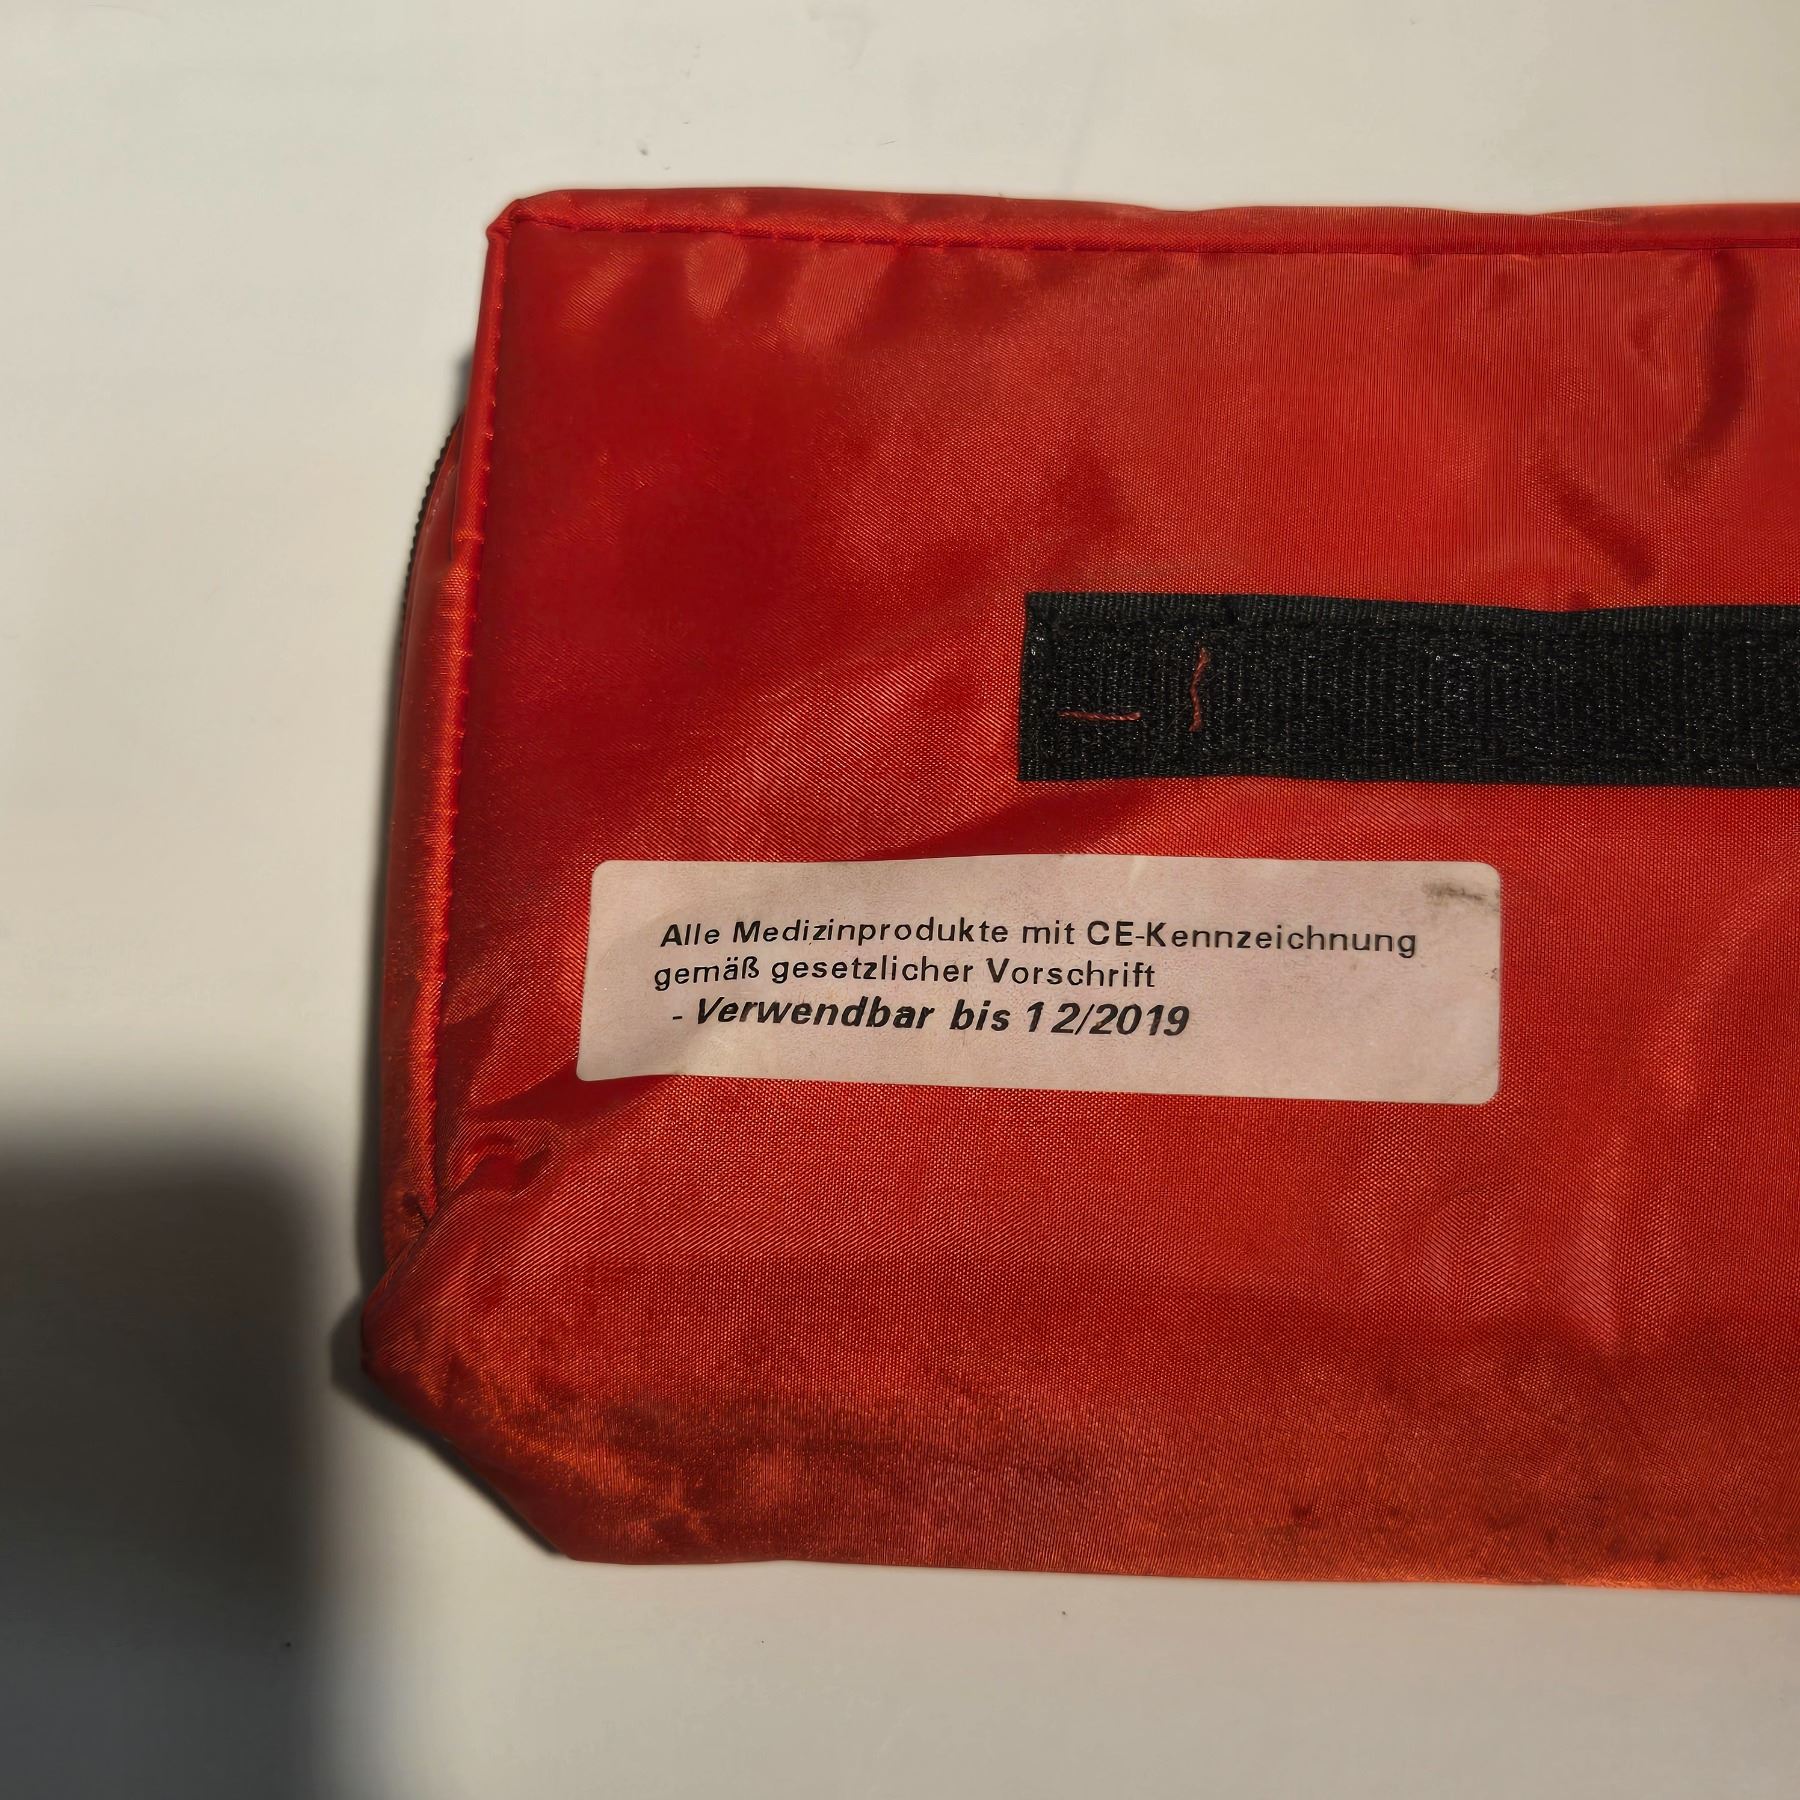 Alle Medizinprodukte mit CE-Kennzeichnung
gemäß gesetzlicher Vorschrift
- Verwendbar bis 12/2019